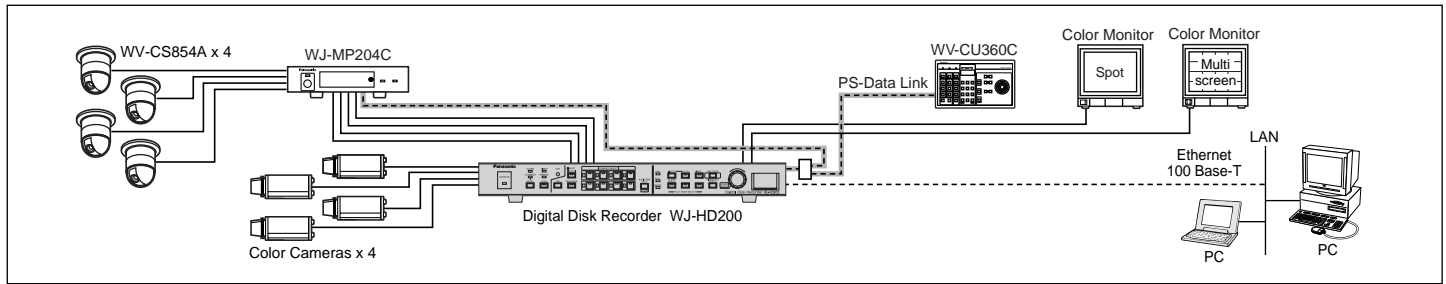 WV-CS854A x 4
WJ-MP204C
Panasonic
WV-CU360C
Color Monitor
Color Monitor
Spot
Multi
screen
PS-Data Link
LAN
Ethernet
100 Base-T
Panasonic
Digital Disk Recorder WJ-HD200
Color Cameras x 4
PC
PC